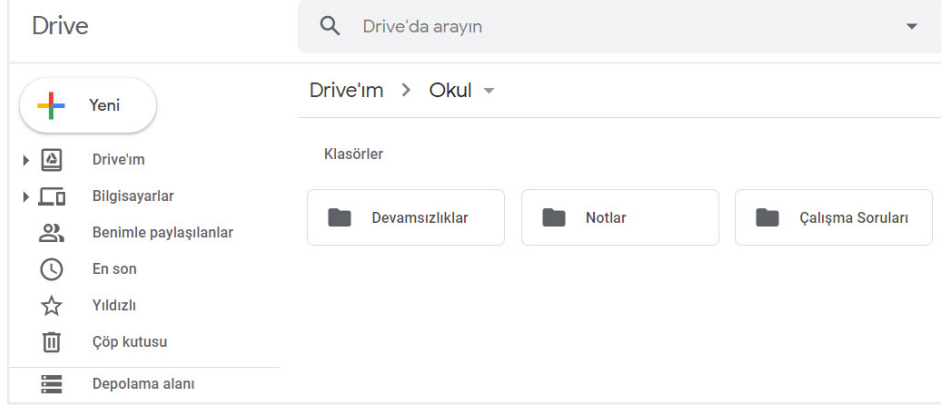 Drive
Drive'da arayın
Yeni
Drive'ım > Okul
Drive'ım
Bilgisayarlar
Benimle paylaşılanlar
En son
Yıldızlı
Çöp kutusu
Depolama alanı
Klasörler
Devamsızlıklar
Notlar
Çalışma Soruları